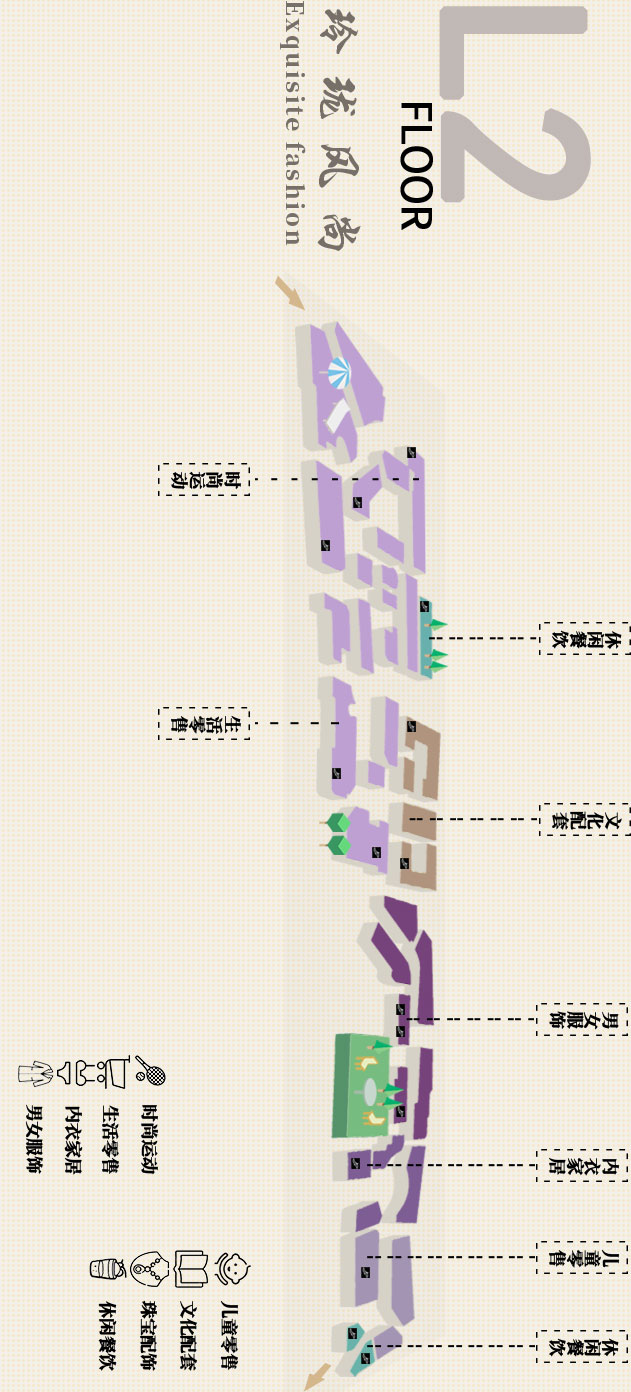 L2
FLOOR
玲珑风尚
Exquisite fashion
休闲餐饮
文化配套
男女服饰
内衣家居
儿童零售
休闲餐饮
时尚运动
生活零售
时尚运动
生活零售
内衣家居
男女服饰
儿童零售
文化配套
珠宝配饰
休闲餐饮